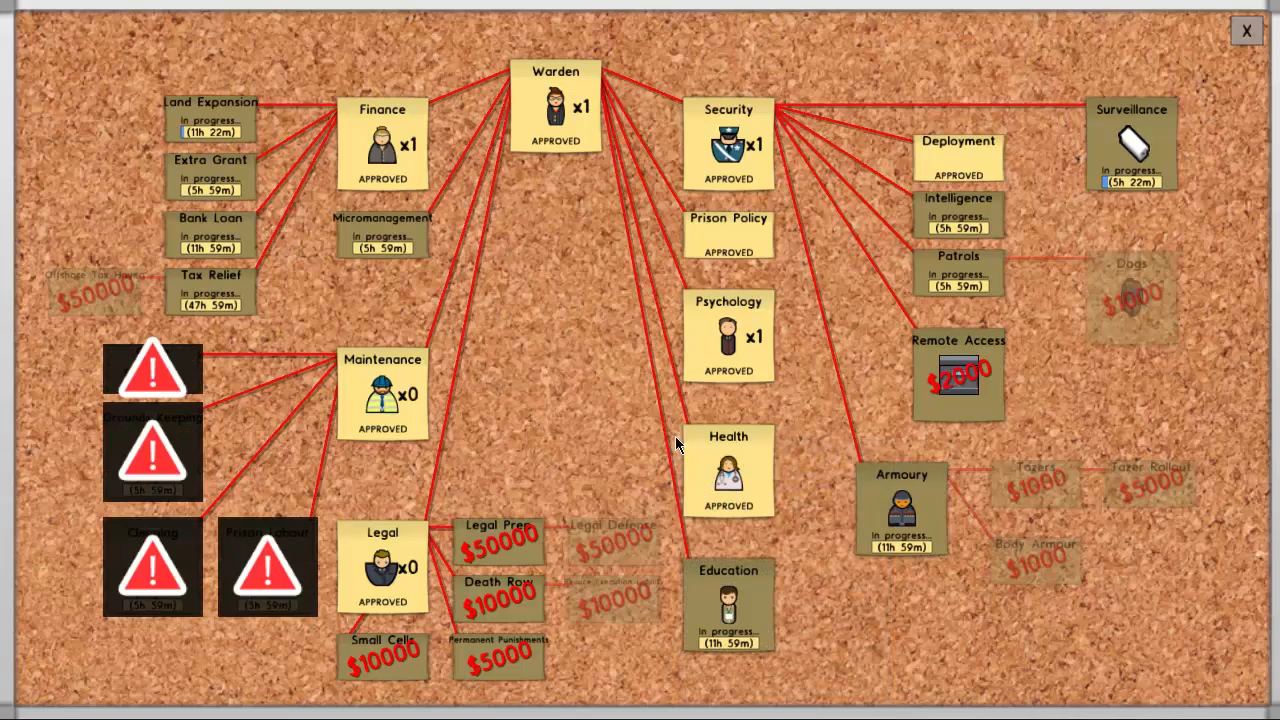 X
Warden
x1
APPROVED
Land Expansion
In progress...
(11h 22m)
Finance
x1
APPROVED
Security
x1
APPROVED
Surveillance
In progress...
(5h 22m)
Extra Grant
In progress...
(5h 59m)
Deployment
APPROVED
Bank Loan
In progress...
(11h 59m)
Micromanagement
In progress...
(5h 59m)
Prison Policy
APPROVED
Intelligence
In progress...
(5h 59m)
Offshore Tax Haven
$50000
Tax Relief
In progress...
(47h 59m)
Patrols
In progress...
(5h 59m)
Dogs
$1000
Psychology
x1
APPROVED
Remote Access
$2000
Maintenance
x0
APPROVED
Grounds Keeping
(5h 59m)
Health
APPROVED
Armoury
In progress...
(11h 59m)
Tazers
$1000
Tazer Rollout
$5000
Body Armour
$1000
Cleaning
(5h 59m)
Prison Labour
(5h 59m)
Legal
x0
APPROVED
Legal Prep
$50000
Legal Defense
$50000
Death Row
$10000
$10000
Education
In progress...
(11h 59m)
Small Cells
$10000
Permanent Punishments
$5000